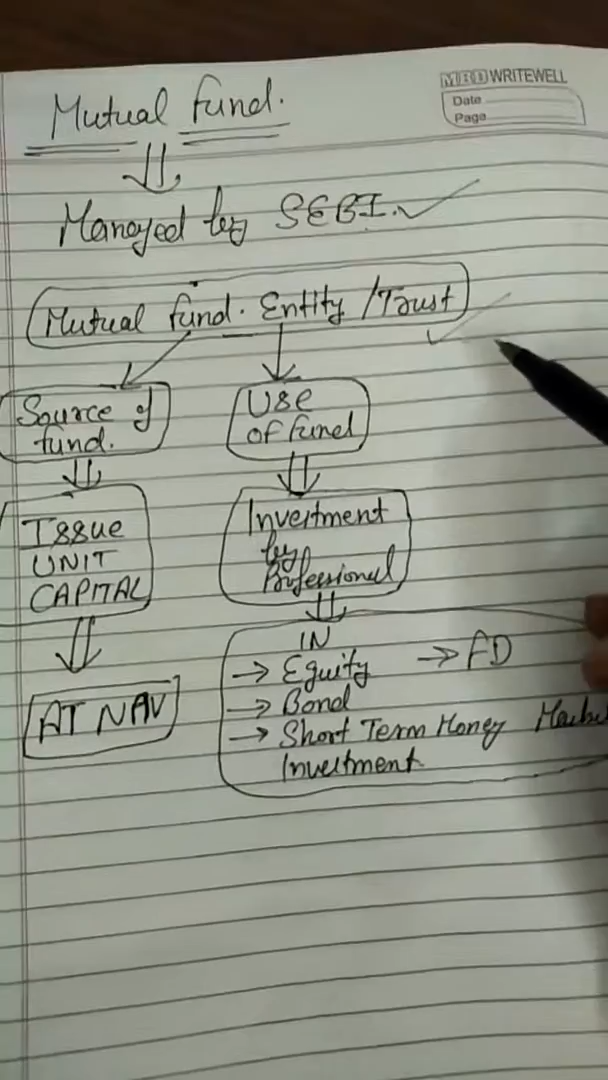 MBD WRITEWELL
Date
Page
Mutual Fund.
Managed by SEBI.
Mutual fund. Entity / Trust
Source of
fund.
Use
of fund
Issue
UNIT
CAPITAL
AT NAV
Investment
by
Professional
IN
→ Equity → FD
→ Bond
→ Short Term Money
Investment